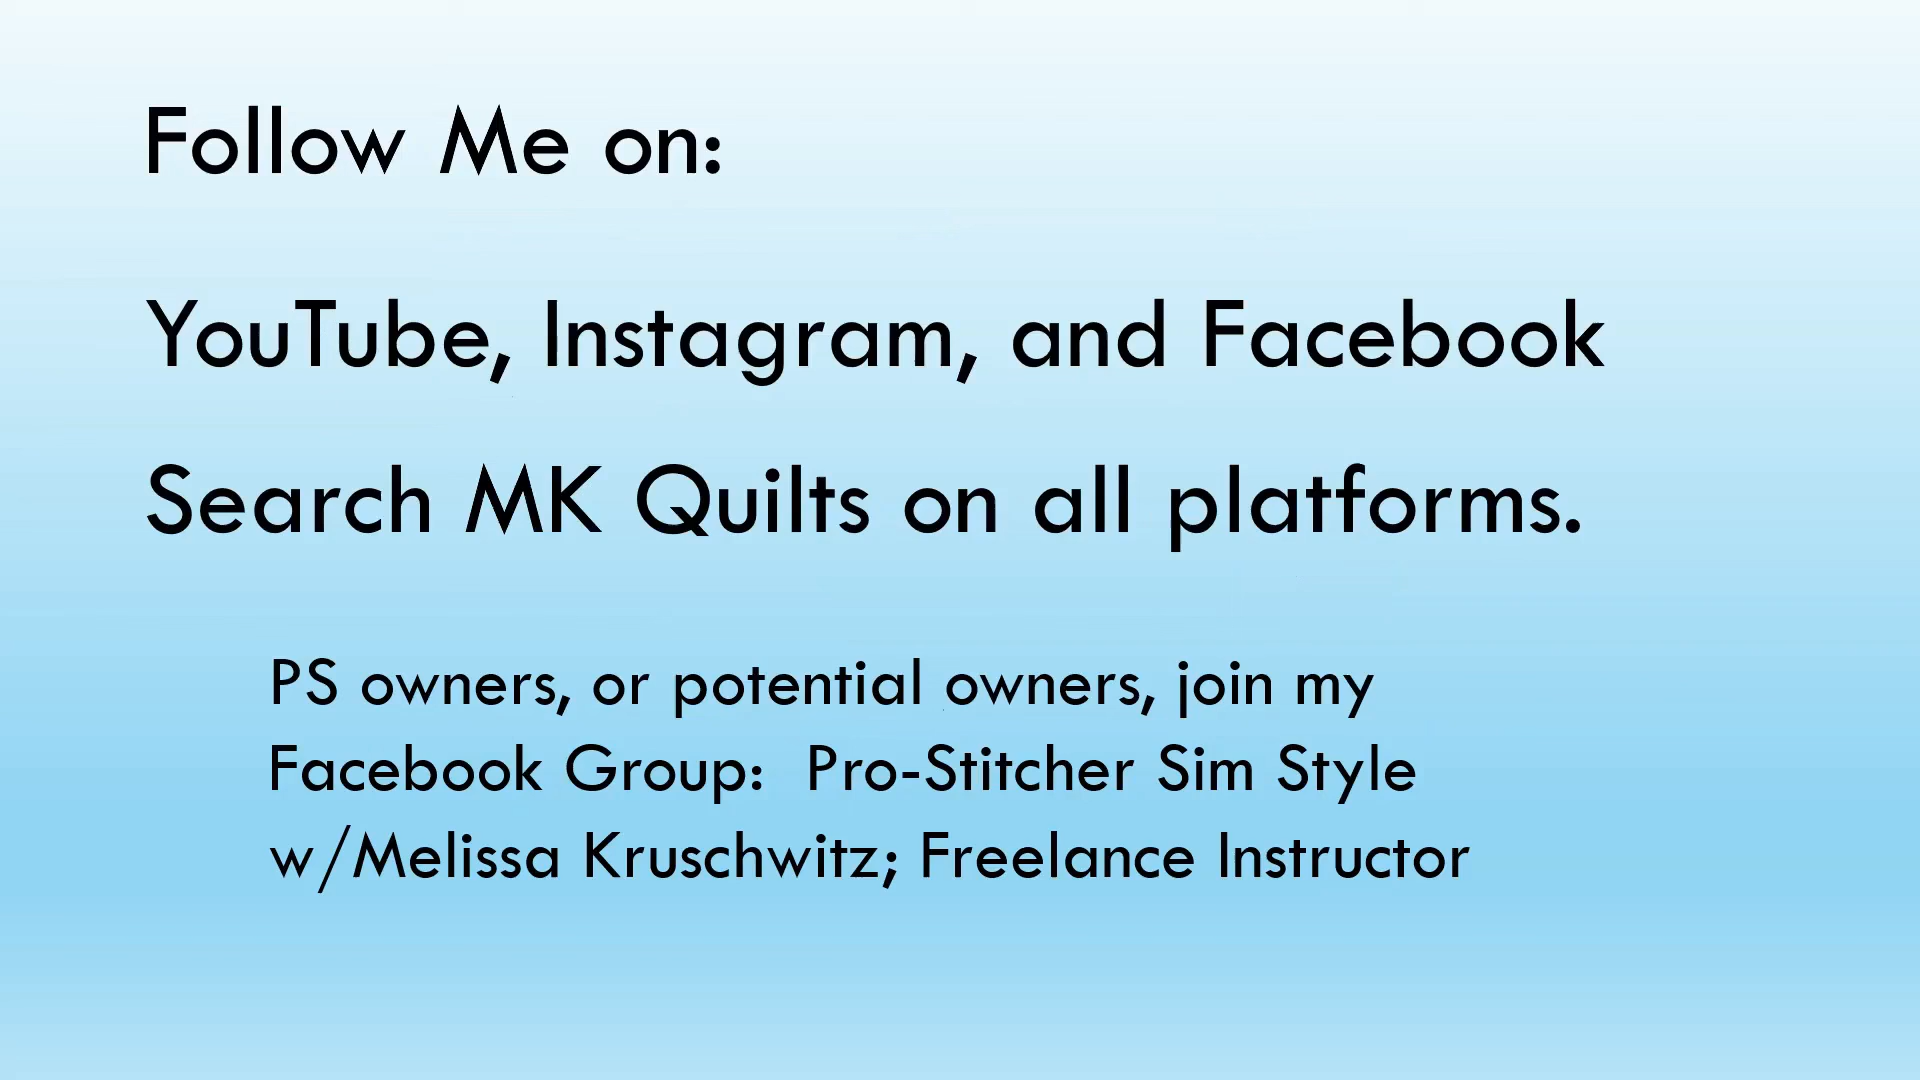 Follow Me on:
YouTube, Instagram, and Facebook
Search MK Quilts on all platforms.
PS owners, or potential owners, join my
Facebook Group:  Pro-Stitcher Sim Style
w/Melissa Kruschwitz; Freelance Instructor